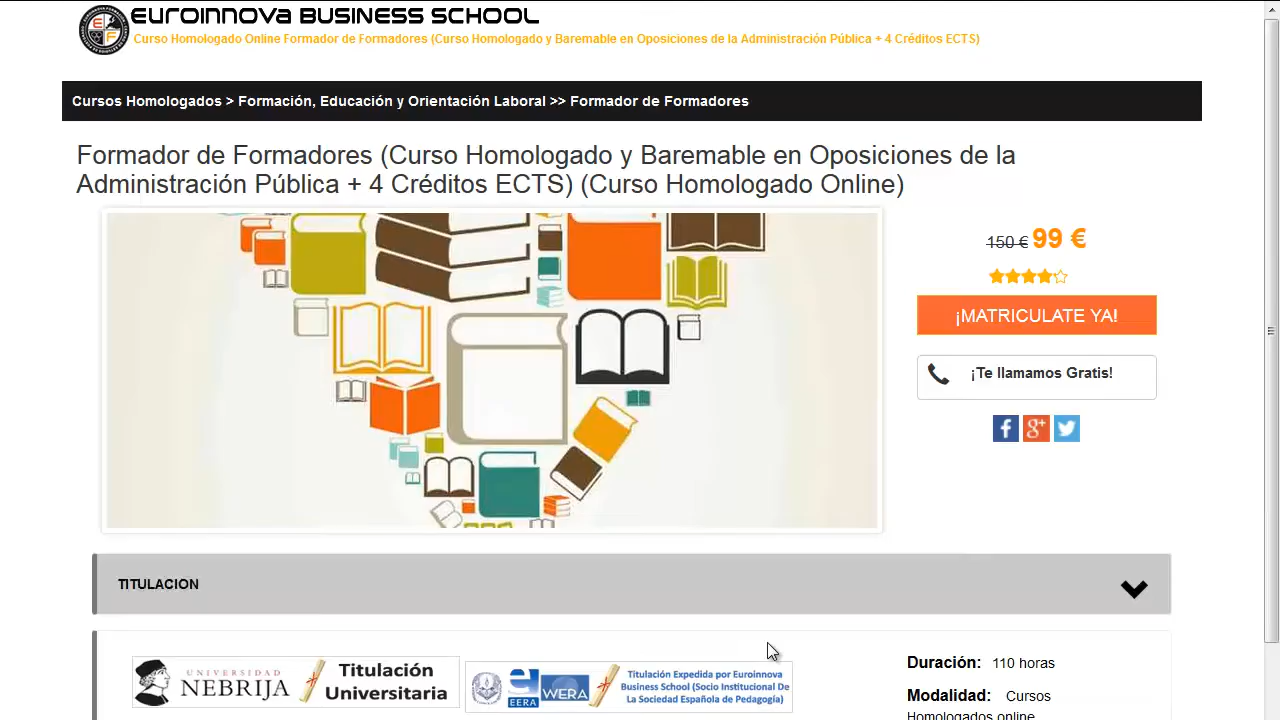 EUROINNOVA BUSINESS SCHOOL
Curso Homologado Online Formador de Formadores (Curso Homologado y Baremable en Oposiciones de la Administración Pública + 4 Créditos ECTS)
Cursos Homologados > Formación, Educación y Orientación Laboral >> Formador de Formadores
Formador de Formadores (Curso Homologado y Baremable en Oposiciones de la
Administración Pública + 4 Créditos ECTS) (Curso Homologado Online)
150 € 99 €
¡MATRICULATE YA!
¡Te llamamos Gratis!
TITULACION
UNIVERSIDAD
NEBRIJA
Titulación
Universitaria
EERA
WERA
Titulación Expedida por Euroinnova
Business School (Socio Institucional De
La Sociedad Española de Pedagogía)
Duración: 110 horas
Modalidad: Cursos
Homologados online